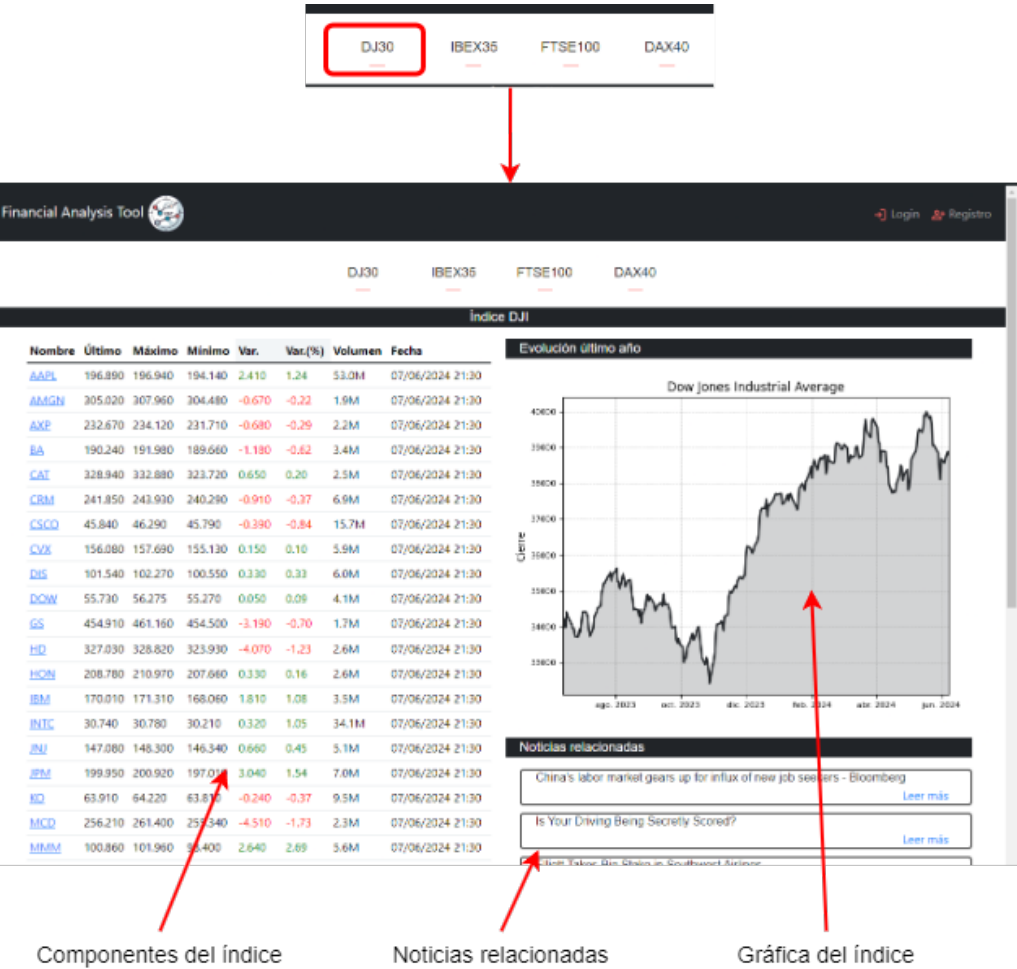 DJ30 IBEX35 FTSE100 DAX40
Financial Analysis Tool Login Registro
DJ30 IBEX35 FTSE100 DAX40
Índice DJI
Nombre Último Máximo Mínimo Var. Var.(%) Volumen Fecha
AAPL 196.890 196.940 194.140 2.410 1.24 53.0M 07/06/2024 21:30
AMGN 305.020 307.960 304.480 -0.670 -0.22 1.9M 07/06/2024 21:30
AXP 232.670 234.120 231.710 -0.680 -0.29 2.2M 07/06/2024 21:30
BA 190.240 191.980 189.660 -1.180 -0.62 3.4M 07/06/2024 21:30
CAT 328.940 332.880 323.720 0.650 0.20 2.5M 07/06/2024 21:30
CRM 241.850 243.930 240.290 -0.910 -0.37 6.9M 07/06/2024 21:30
CSCO 45.840 46.290 45.790 -0.390 -0.84 15.7M 07/06/2024 21:30
CVX 156.080 157.690 155.130 0.150 0.10 5.9M 07/06/2024 21:30
DIS 101.540 102.270 100.550 0.330 0.33 6.0M 07/06/2024 21:30
DOW 55.730 56.275 55.270 0.050 0.09 4.1M 07/06/2024 21:30
GS 454.910 461.160 454.500 -3.190 -0.70 1.7M 07/06/2024 21:30
HD 327.030 328.820 323.930 -4.070 -1.23 2.6M 07/06/2024 21:30
HON 208.780 210.970 207.660 0.330 0.16 2.6M 07/06/2024 21:30
IBM 170.010 171.310 168.060 1.810 1.08 3.5M 07/06/2024 21:30
INTC 30.740 30.780 30.210 0.320 1.05 34.1M 07/06/2024 21:30
JNJ 147.080 148.300 146.340 0.660 0.45 5.1M 07/06/2024 21:30
JPM 199.950 200.920 3.040 1.54 7.0M 07/06/2024 21:30
KO 63.910 64.220 63.810 -0.240 -0.37 9.5M 07/06/2024 21:30
MCD 256.210 261.400 -4.510 -1.73 2.3M 07/06/2024 21:30
MMM 100.860 101.960 2.640 2.69 5.6M 07/06/2024 21:30
Evolución último año
Dow Jones Industrial Average
40000
39000
38000
37000
36000
35000
34000
33000
Cierre
ago. 2023 oct. 2023 dic. 2023 feb. 2024 abr. 2024 jun. 2024
Noticias relacionadas
China's labor market gears up for influx of new job seekers - Bloomberg
Leer más
Is Your Driving Being Secretly Scored?
Leer más
Elliott Takes Big Stake in Southwest Airlines
Componentes del índice Noticias relacionadas Gráfica del índice